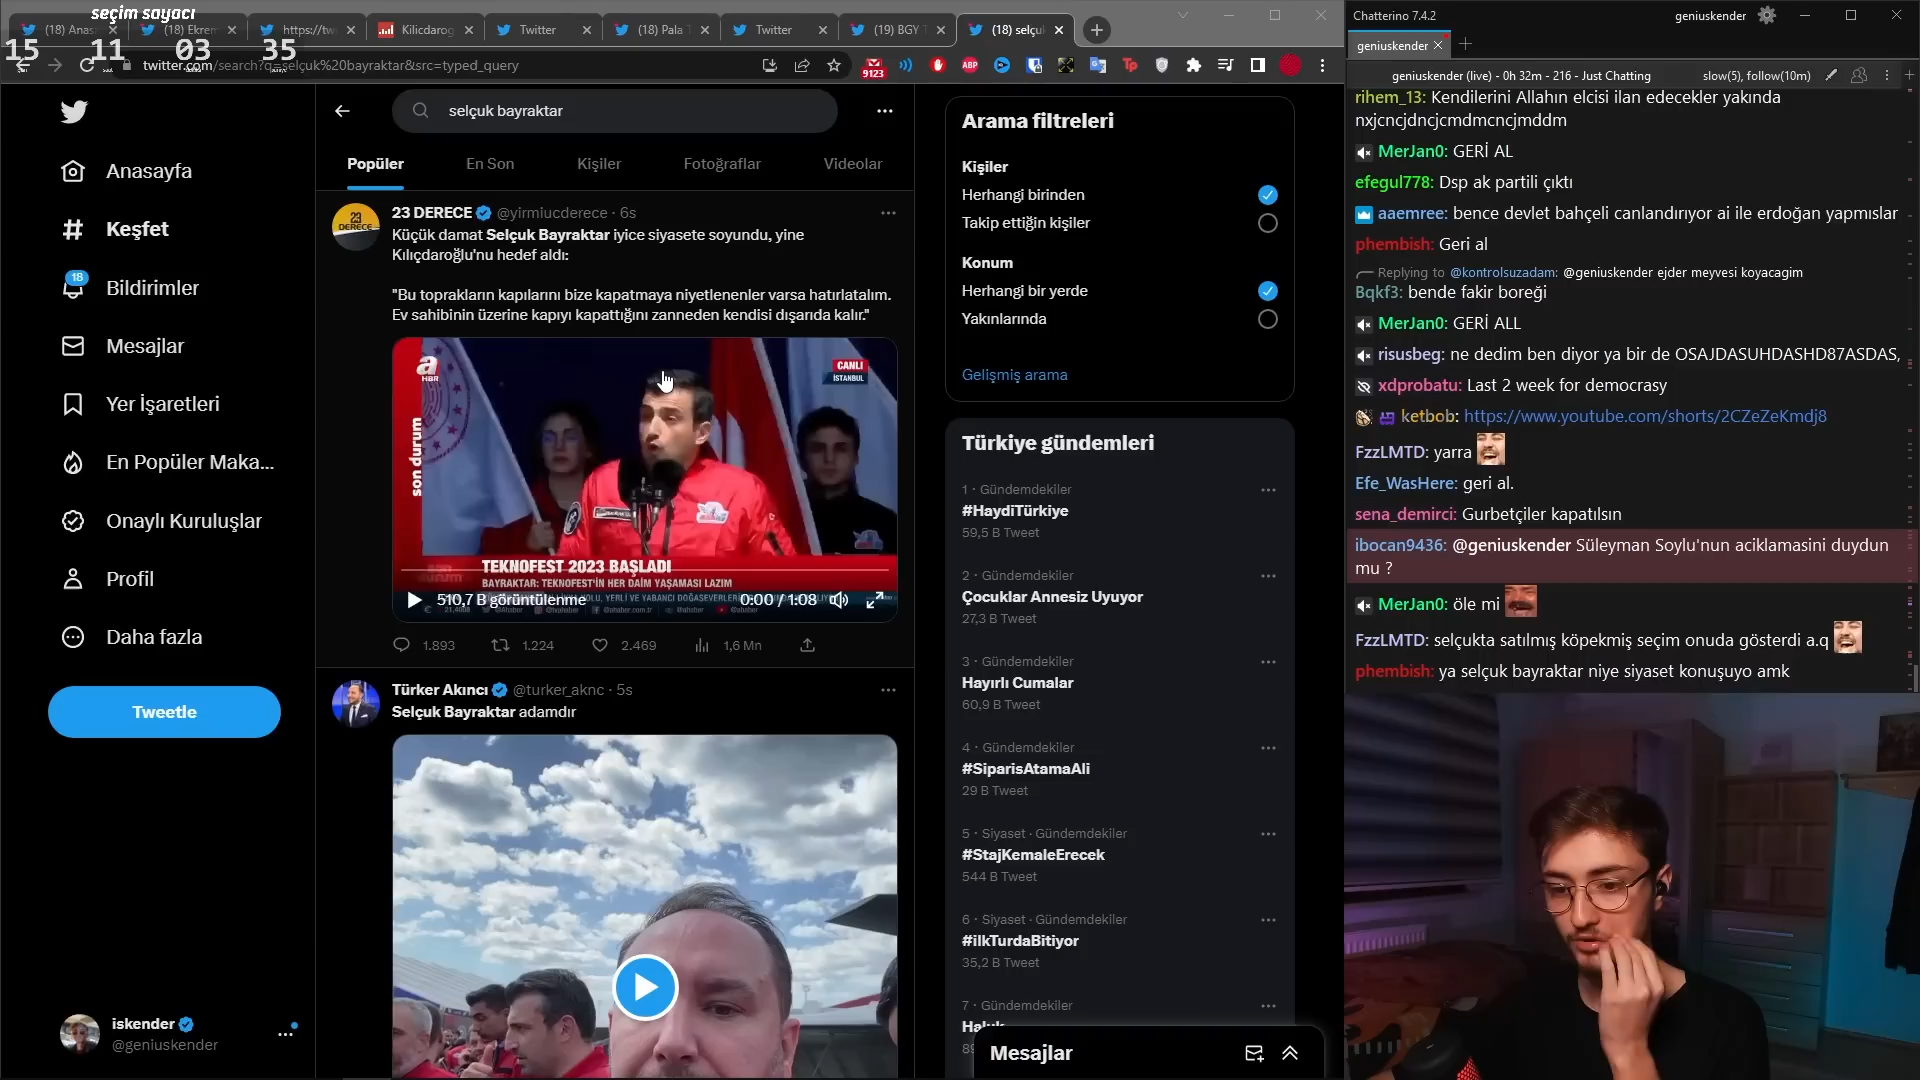 seçim sayacı
15 11 03 35
(18) Anas
(18) Ekrem
https://tw
Kilicdarog
Twitter
(18) Pala T
Twitter
(19) BGY T
(18) selçu
twitter.com/search?q=selçuk%20bayraktar&src=typed_query
9123
ABP
Tp
selçuk bayraktar
Popüler
En Son
Kişiler
Fotoğraflar
Videolar
Anasayfa
Keşfet
18
Bildirimler
Mesajlar
Yer İşaretleri
En Popüler Maka...
Onaylı Kuruluşlar
Profil
Daha fazla
Tweetle
iskender
@geniuskender
23 DERECE @yirmiucderece · 6s
Küçük damat Selçuk Bayraktar iyice siyasete soyundu, yine
Kılıçdaroğlu'nu hedef aldı:
"Bu toprakların kapılarını bize kapatmaya niyetlenenler varsa hatırlatalım.
Ev sahibinin üzerine kapıyı kapattığını zanneden kendisi dışarıda kalır."
23
DERECE
a
HBR
CANLI
İSTANBUL
son durum
TEKNOFEST 2023 BAŞLADI
BAYRAKTAR: TEKNOFEST'İN HER DAİM YAŞAMASI LAZIM
510,7 B görüntülenme
0:00 / 1:08
1.893
1.224
2.469
1,6 Mn
Türker Akıncı @turker_aknc · 5s
Selçuk Bayraktar adamdır
Arama filtreleri
Kişiler
Herhangi birinden
Takip ettiğin kişiler
Konum
Herhangi bir yerde
Yakınlarında
Gelişmiş arama
Türkiye gündemleri
1 · Gündemdekiler
#HaydiTürkiye
59,5 B Tweet
2 · Gündemdekiler
Çocuklar Annesiz Uyuyor
27,3 B Tweet
3 · Gündemdekiler
Hayırlı Cumalar
60,9 B Tweet
4 · Gündemdekiler
#SiparisAtamaAli
29 B Tweet
5 · Siyaset · Gündemdekiler
#StajKemaleErecek
544 B Tweet
6 · Siyaset · Gündemdekiler
#ilkTurdaBitiyor
35,2 B Tweet
7 · Gündemdekiler
Haluk
Mesajlar
Chatterino 7.4.2
geniuskender
geniuskender
geniuskender (live) - 0h 32m - 216 - Just Chatting
slow(5), follow(10m)
rihem_13: Kendilerini Allahın elcisi ilan edecekler yakında
nxjcncjdncjcmdmcncjmddm
MerJan0: GERİ AL
efegul778: Dsp ak partili çıktı
aaemree: bence devlet bahçeli canlandırıyor ai ile erdoğan yapmıslar
phembish: Geri al
Replying to @kontrolsuzadam: @geniuskender ejder meyvesi koyacagim
Bqkf3: bende fakir boreği
MerJan0: GERİ ALL
risusbeg: ne dedim ben diyor ya bir de OSAJDASUHDASHD87ASDAS,
xdprobatu: Last 2 week for democrasy
ketbob: https://www.youtube.com/shorts/2CZeZeKmdj8
FzzLMTD: yarra
Efe_WasHere: geri al.
sena_demirci: Gurbetçiler kapatılsın
ibocan9436: @geniuskender Süleyman Soylu'nun aciklamasini duydun
mu ?
MerJan0: öle mi
FzzLMTD: selçukta satılmış köpekmiş seçim onuda gösterdi a.q
phembish: ya selçuk bayraktar niye siyaset konuşuyo amk